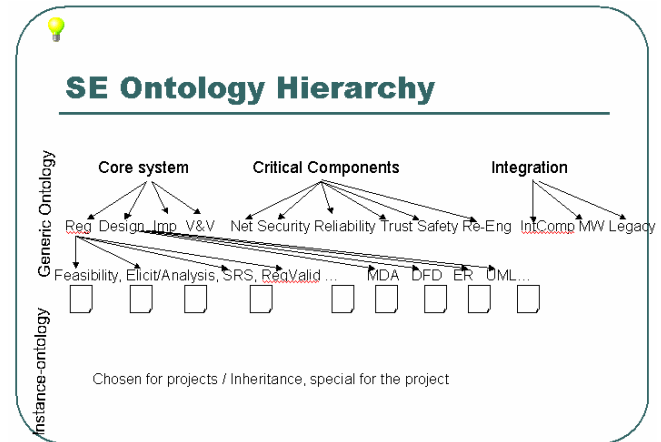 SE Ontology Hierarchy
Generic Ontology
Core system Critical Components Integration
Req Design Imp V&V Net Security Reliability Trust Safety Re-Eng IntComp MW Legacy
Feasibility, Elicit/Analysis, SRS, ReqValid ... MDA DFD ER UML...
Instance-ontology
Chosen for projects / Inheritance, special for the project